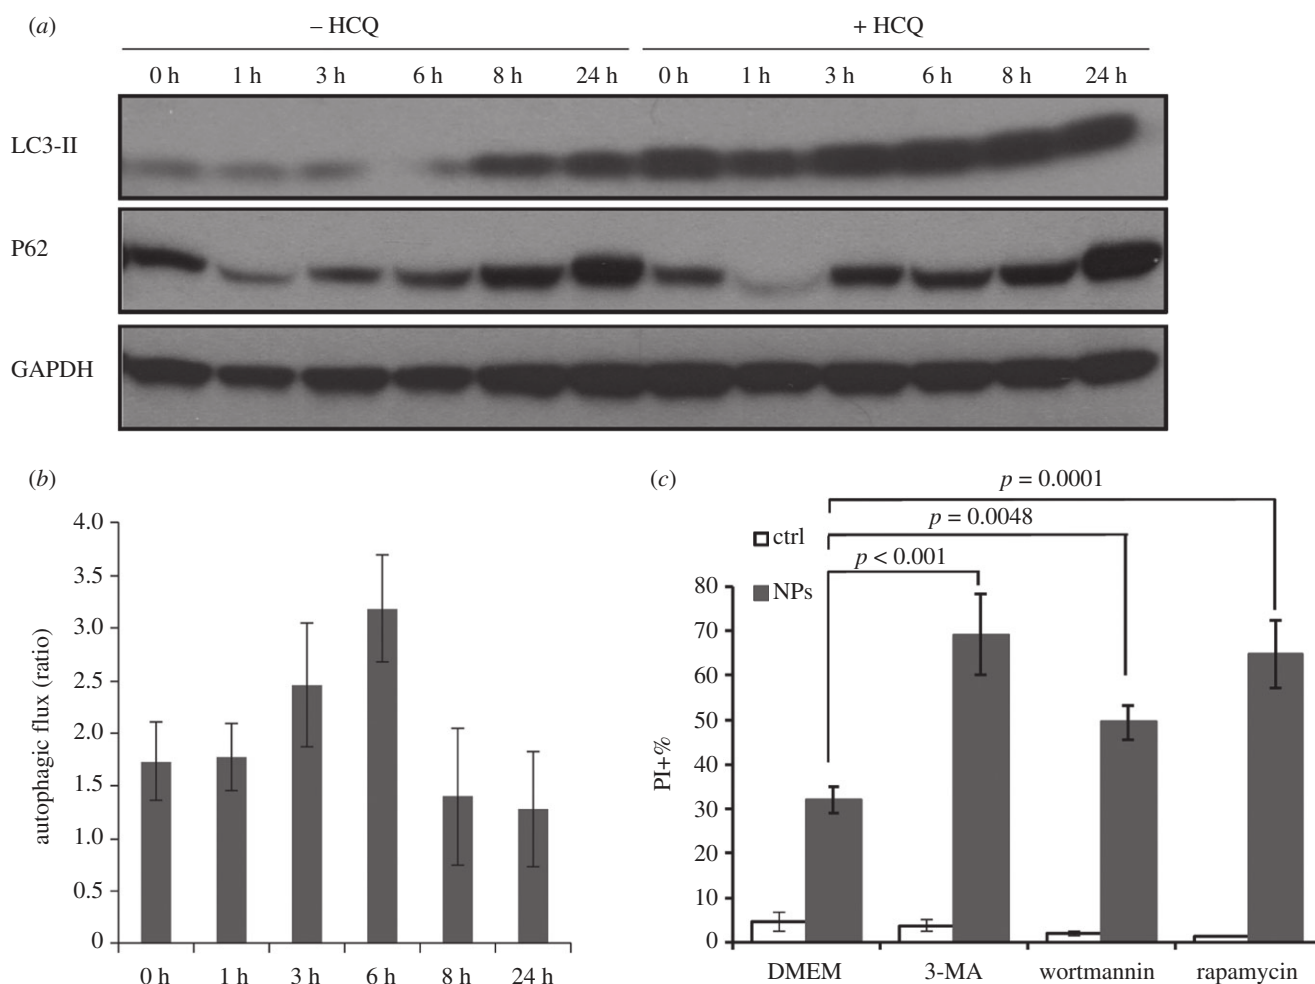 (a)
– HCQ
+ HCQ
0 h 1 h 3 h 6 h 8 h 24 h 0 h 1 h 3 h 6 h 8 h 24 h
LC3-II
P62
GAPDH
(b)
4.0
3.5
3.0
2.5
2.0
1.5
1.0
0.5
0
autophagic flux (ratio)
0 h 1 h 3 h 6 h 8 h 24 h
(c)
p = 0.0001
p = 0.0048
p < 0.001
ctrl
NPs
80
70
60
50
40
30
20
10
0
PI+%
DMEM 3-MA wortmannin rapamycin